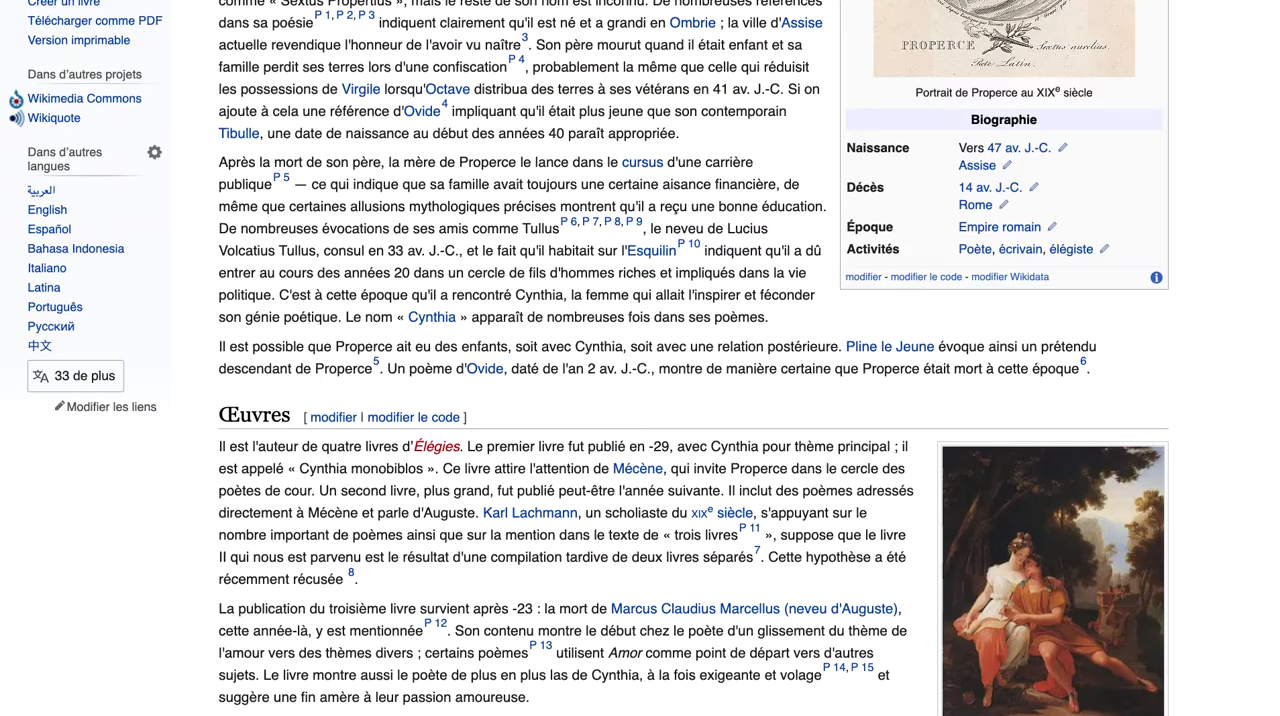 Créer un livre
Télécharger comme PDF
Version imprimable
Dans d'autres projets
Wikimedia Commons
Wikiquote
Dans d'autres
langues
العربية
English
Español
Bahasa Indonesia
Italiano
Latina
Português
Русский
中文
33 de plus
Modifier les liens
comme « Sextus Propertius », mais le reste de son nom est inconnu. De nombreuses références
dans sa poésie P 1, P 2, P 3 indiquent clairement qu'il est né et a grandi en Ombrie ; la ville d'Assise
actuelle revendique l'honneur de l'avoir vu naître 3. Son père mourut quand il était enfant et sa
famille perdit ses terres lors d'une confiscation P 4, probablement la même que celle qui réduisit
les possessions de Virgile lorsqu'Octave distribua des terres à ses vétérans en 41 av. J.-C. Si on
ajoute à cela une référence d'Ovide 4 impliquant qu'il était plus jeune que son contemporain
Tibulle, une date de naissance au début des années 40 paraît appropriée.
Après la mort de son père, la mère de Properce le lance dans le cursus d'une carrière
publique P 5 — ce qui indique que sa famille avait toujours une certaine aisance financière, de
même que certaines allusions mythologiques précises montrent qu'il a reçu une bonne éducation.
De nombreuses évocations de ses amis comme Tullus P 6, P 7, P 8, P 9, le neveu de Lucius
Volcatius Tullus, consul en 33 av. J.-C., et le fait qu'il habitait sur l'Esquilin P 10 indiquent qu'il a dû
entrer au cours des années 20 dans un cercle de fils d'hommes riches et impliqués dans la vie
politique. C'est à cette époque qu'il a rencontré Cynthia, la femme qui allait l'inspirer et féconder
son génie poétique. Le nom « Cynthia » apparaît de nombreuses fois dans ses poèmes.
Il est possible que Properce ait eu des enfants, soit avec Cynthia, soit avec une relation postérieure. Pline le Jeune évoque ainsi un prétendu
descendant de Properce 5. Un poème d'Ovide, daté de l'an 2 av. J.-C., montre de manière certaine que Properce était mort à cette époque 6.
Œuvres [ modifier | modifier le code ]
Il est l'auteur de quatre livres d'Élégies. Le premier livre fut publié en -29, avec Cynthia pour thème principal ; il
est appelé « Cynthia monobiblos ». Ce livre attire l'attention de Mécène, qui invite Properce dans le cercle des
poètes de cour. Un second livre, plus grand, fut publié peut-être l'année suivante. Il inclut des poèmes adressés
directement à Mécène et parle d'Auguste. Karl Lachmann, un scholiaste du XIXe siècle, s'appuyant sur le
nombre important de poèmes ainsi que sur la mention dans le texte de « trois livres P 11 », suppose que le livre
II qui nous est parvenu est le résultat d'une compilation tardive de deux livres séparés 7. Cette hypothèse a été
récemment récusée 8.
La publication du troisième livre survient après -23 : la mort de Marcus Claudius Marcellus (neveu d'Auguste),
cette année-là, y est mentionnée P 12. Son contenu montre le début chez le poète d'un glissement du thème de
l'amour vers des thèmes divers ; certains poèmes P 13 utilisent Amor comme point de départ vers d'autres
sujets. Le livre montre aussi le poète de plus en plus las de Cynthia, à la fois exigeante et volage P 14, P 15 et
suggère une fin amère à leur passion amoureuse.
PROPERCE Sextus aurelius.
Poète Latin.
Portrait de Properce au XIXe siècle
Biographie
Naissance Vers 47 av. J.-C.
Assise
Décès 14 av. J.-C.
Rome
Époque Empire romain
Activités Poète, écrivain, élégiste
modifier - modifier le code - modifier Wikidata